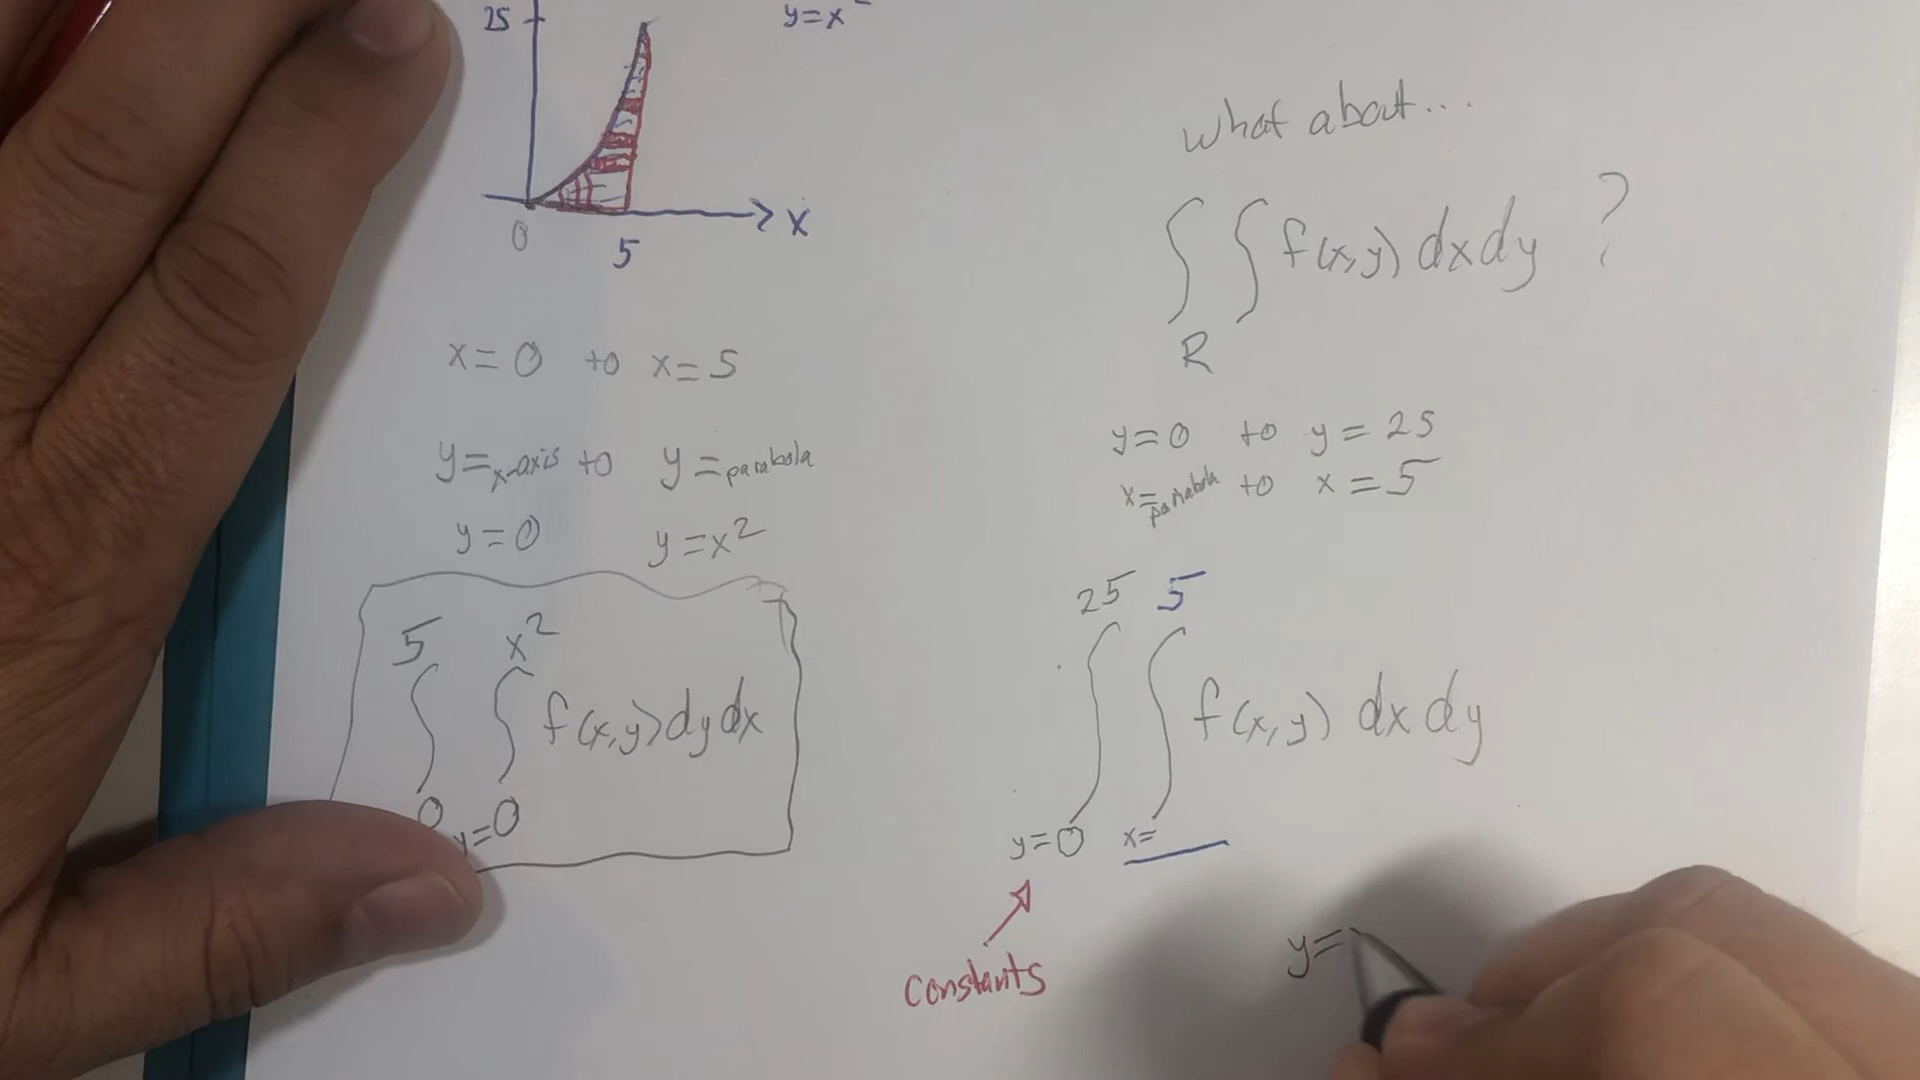 25
y=x²
0
5
x
x=0 to x=5
y=x-axis to y=parabola
y=0 y=x²
5 x²
∫ ∫ f(x,y) dy dx
0 y=0
what about....
∫ ∫ f(x,y) dx dy ?
R
y=0 to y=25
x=parabola to x=5
25 5
∫ ∫ f(x,y) dx dy
y=0 x=
constants
y=